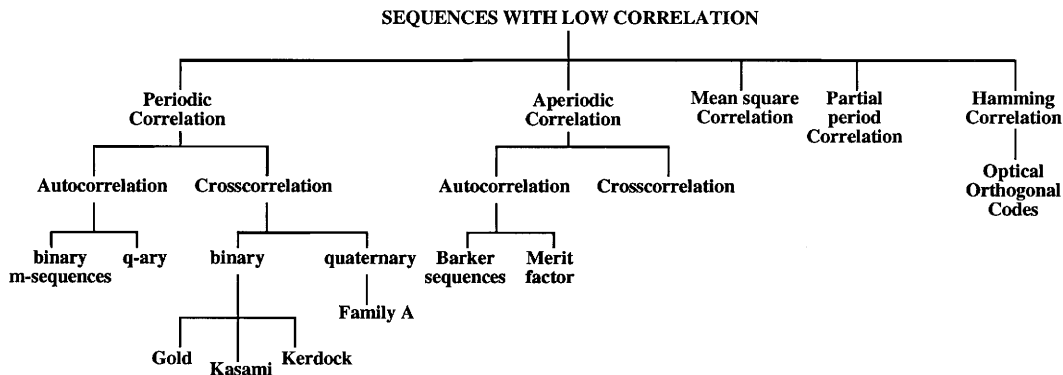 SEQUENCES WITH LOW CORRELATION
Periodic
Correlation
Aperiodic
Correlation
Mean square
Correlation
Partial
period
Correlation
Hamming
Correlation
Autocorrelation
Crosscorrelation
Autocorrelation
Crosscorrelation
Optical
Orthogonal
Codes
binary
m-sequences
q-ary
binary
quaternary
Barker
sequences
Merit
factor
Family A
Gold
Kasami
Kerdock